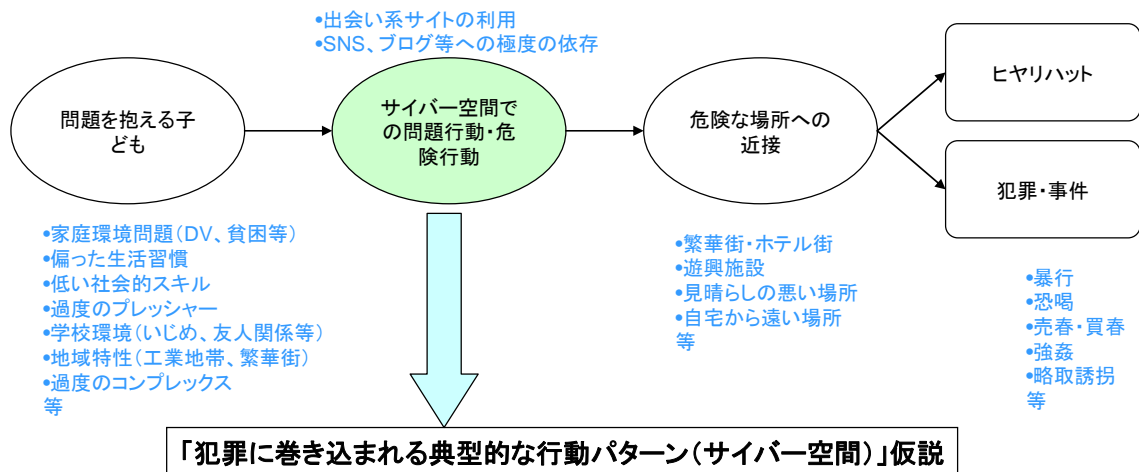 •出会い系サイトの利用
•SNS、ブログ等への極度の依存
問題を抱える子
ども
サイバー空間で
の問題行動・危
険行動
危険な場所への
近接
ヒヤリハット
犯罪・事件
•家庭環境問題(DV、貧困等)
•偏った生活習慣
•低い社会的スキル
•過度のプレッシャー
•学校環境(いじめ、友人関係等)
•地域特性(工業地帯、繁華街)
•過度のコンプレックス
等
•繁華街・ホテル街
•遊興施設
•見晴らしの悪い場所
•自宅から遠い場所
等
•暴行
•恐喝
•売春・買春
•強姦
•略取誘拐
等
「犯罪に巻き込まれる典型的な行動パターン(サイバー空間)」仮説